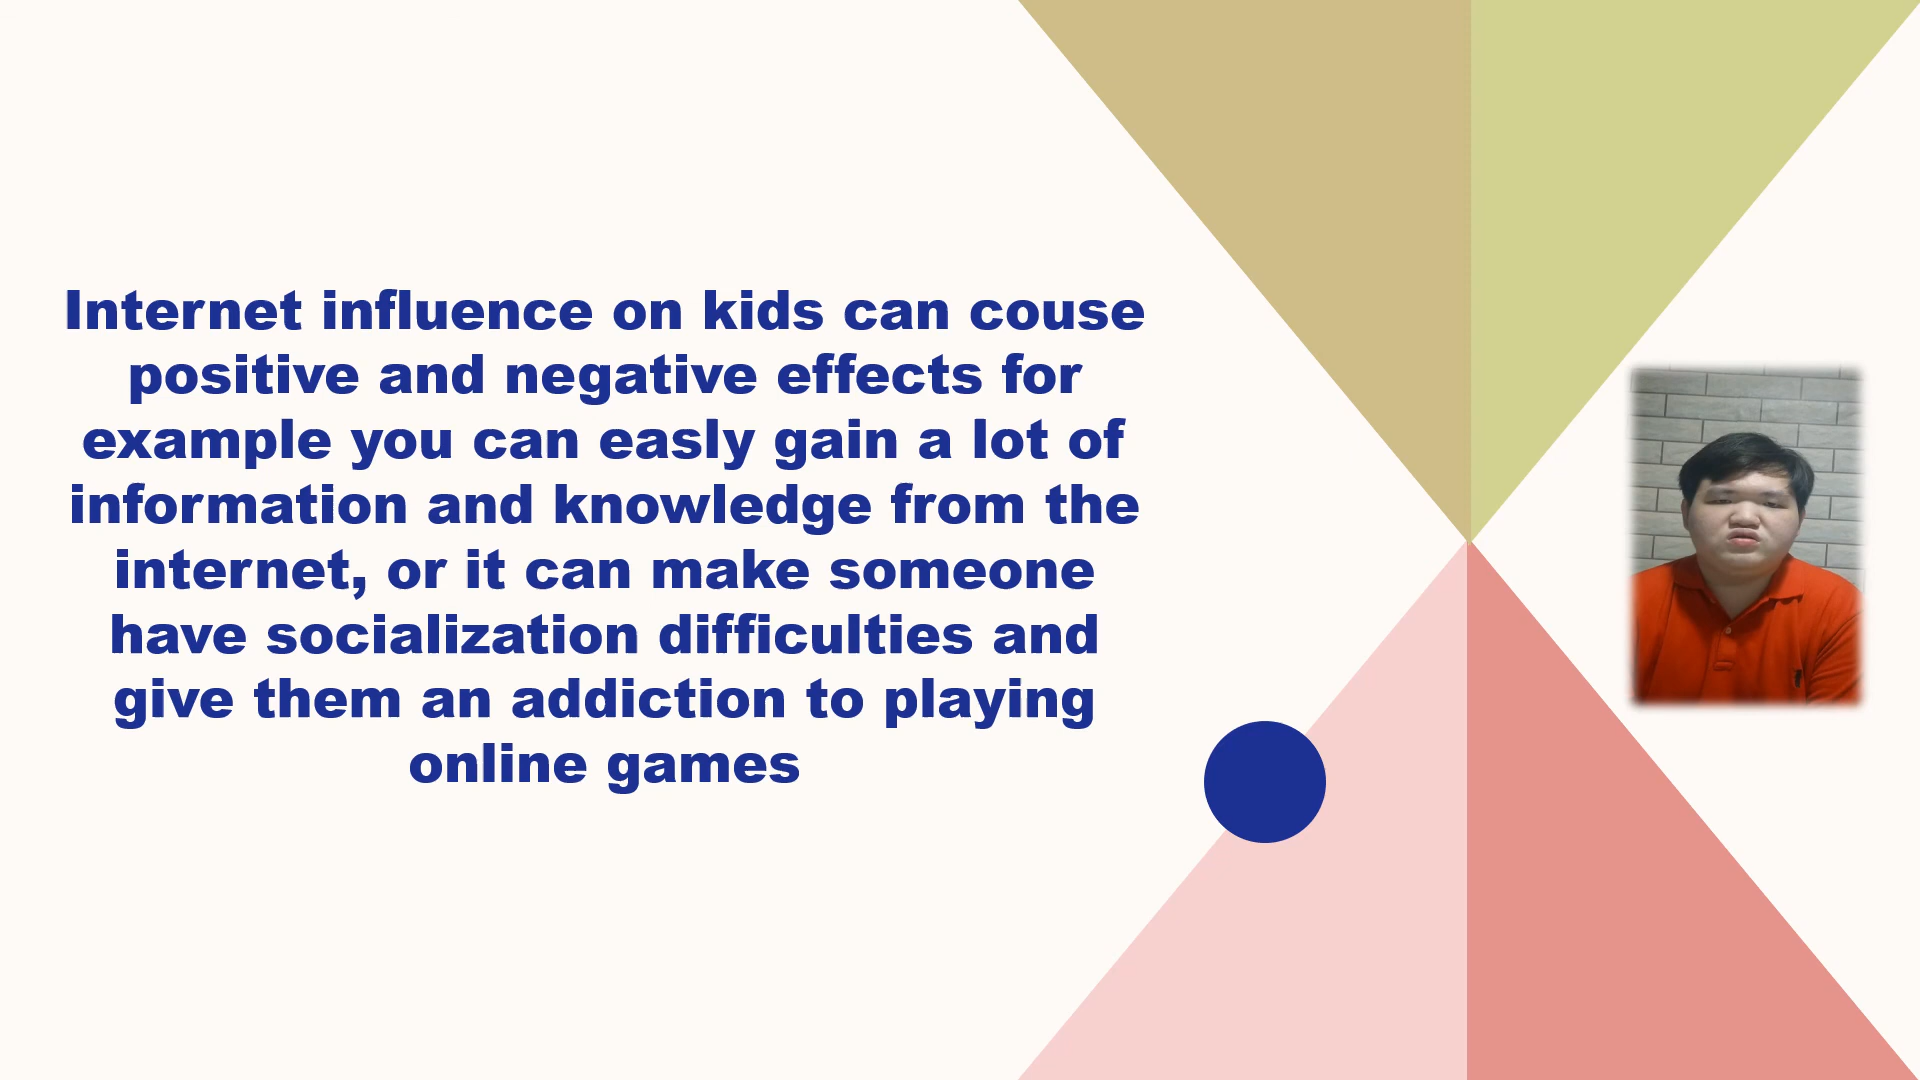 Internet influence on kids can couse
positive and negative effects for
example you can easly gain a lot of
information and knowledge from the
internet, or it can make someone
have socialization difficulties and
give them an addiction to playing
online games